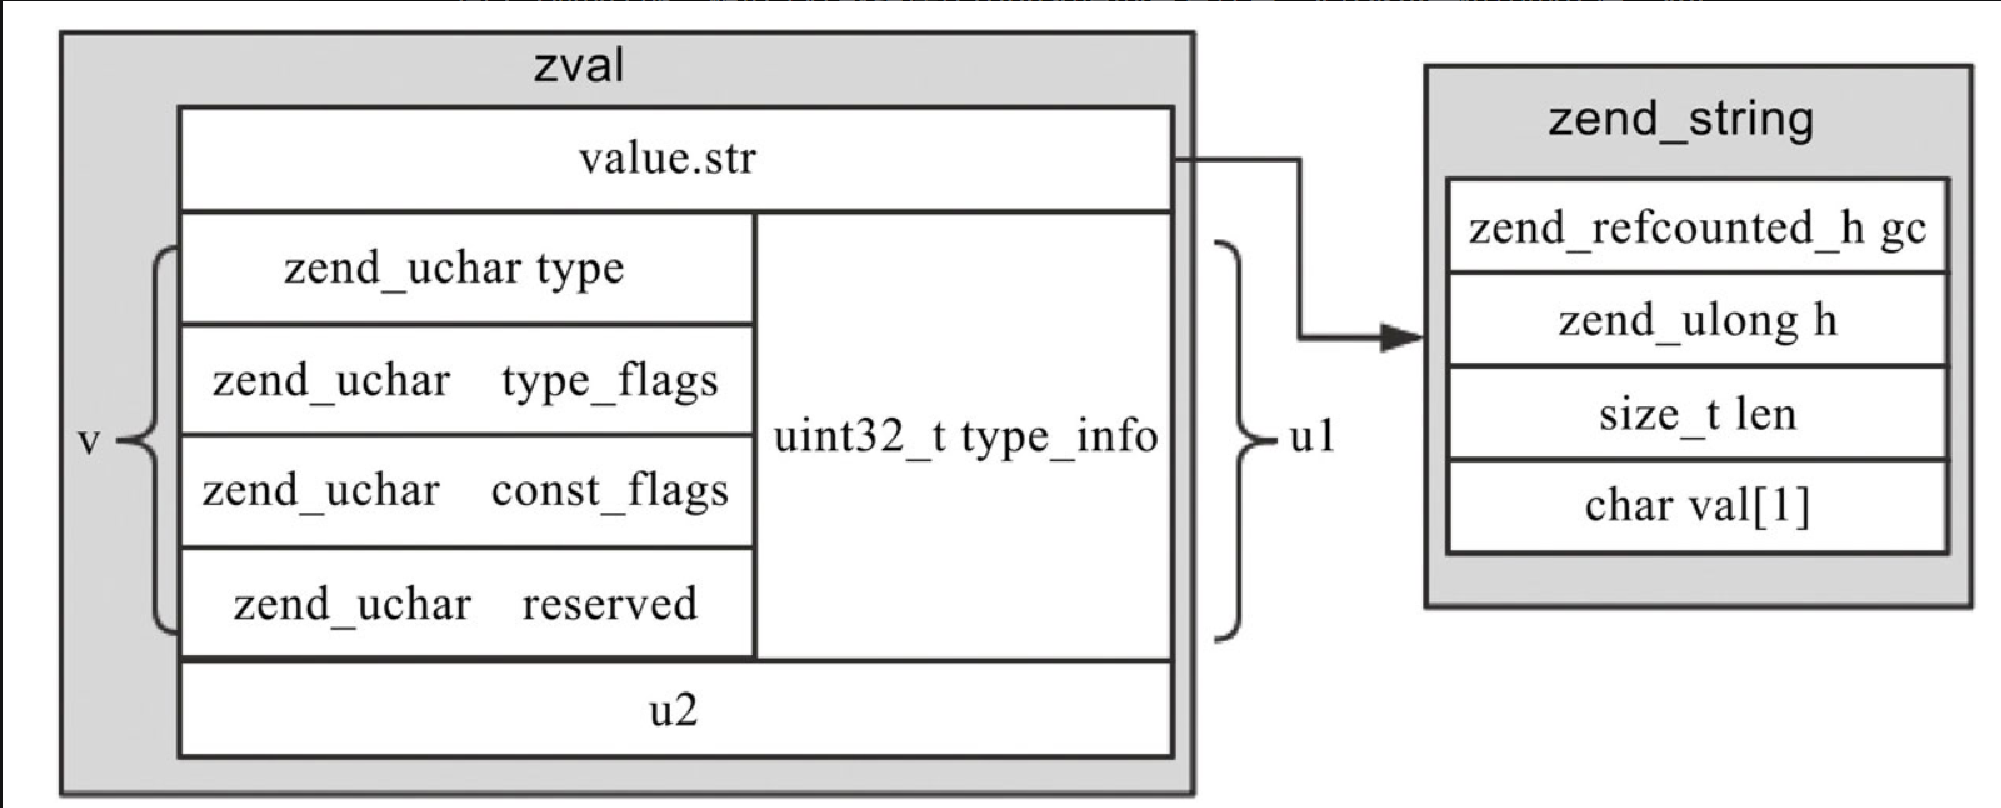 zval
value.str
zend_uchar type
zend_uchar type_flags
zend_uchar const_flags
zend_uchar reserved
uint32_t type_info
v
u1
u2
zend_string
zend_refcounted_h gc
zend_ulong h
size_t len
char val[1]